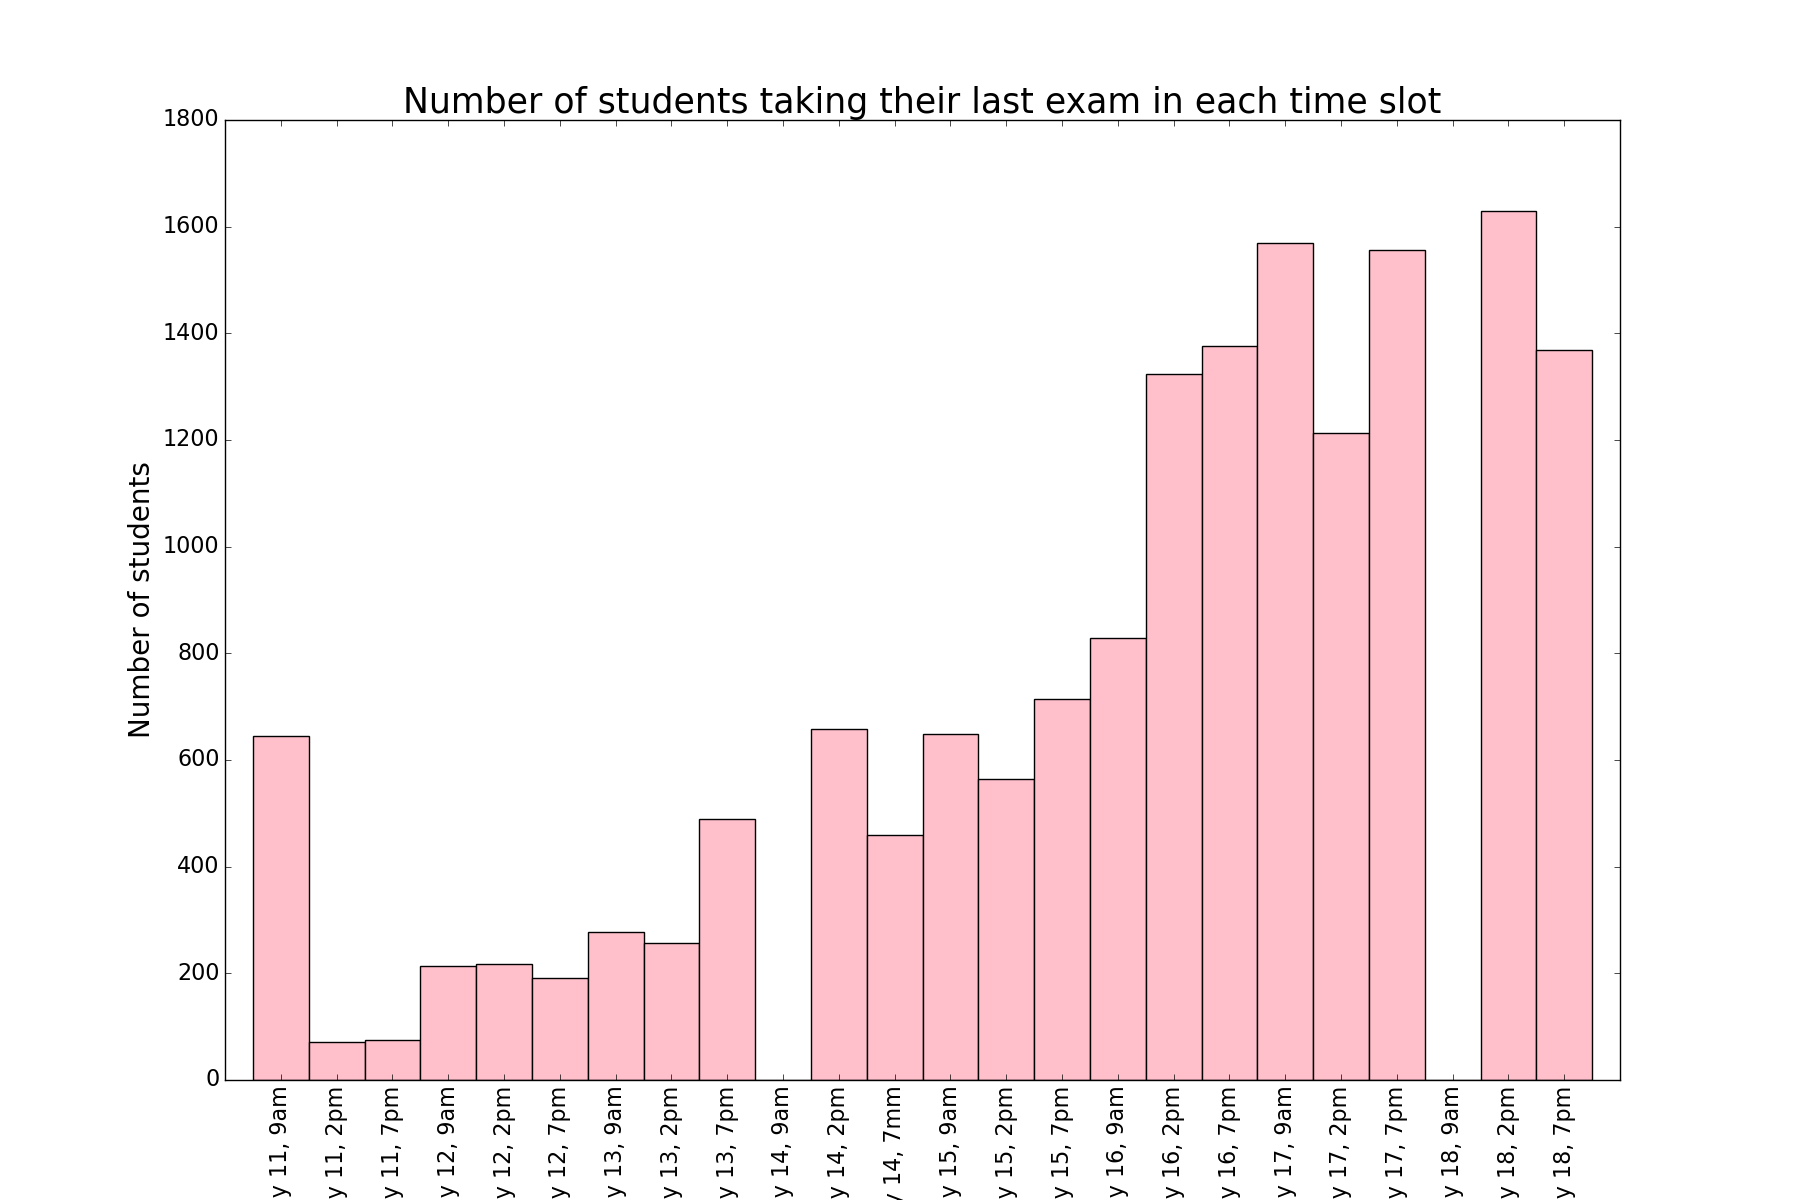 Number of students taking their last exam in each time slot
1800
1600
1400
1200
1000
800
600
400
200
0
Number of students
y 11, 9am
y 11, 2pm
y 11, 7pm
y 12, 9am
y 12, 2pm
y 12, 7pm
y 13, 9am
y 13, 2pm
y 13, 7pm
y 14, 9am
y 14, 2pm
y 14, 7mm
y 15, 9am
y 15, 2pm
y 15, 7pm
y 16, 9am
y 16, 2pm
y 16, 7pm
y 17, 9am
y 17, 2pm
y 17, 7pm
y 18, 9am
y 18, 2pm
y 18, 7pm